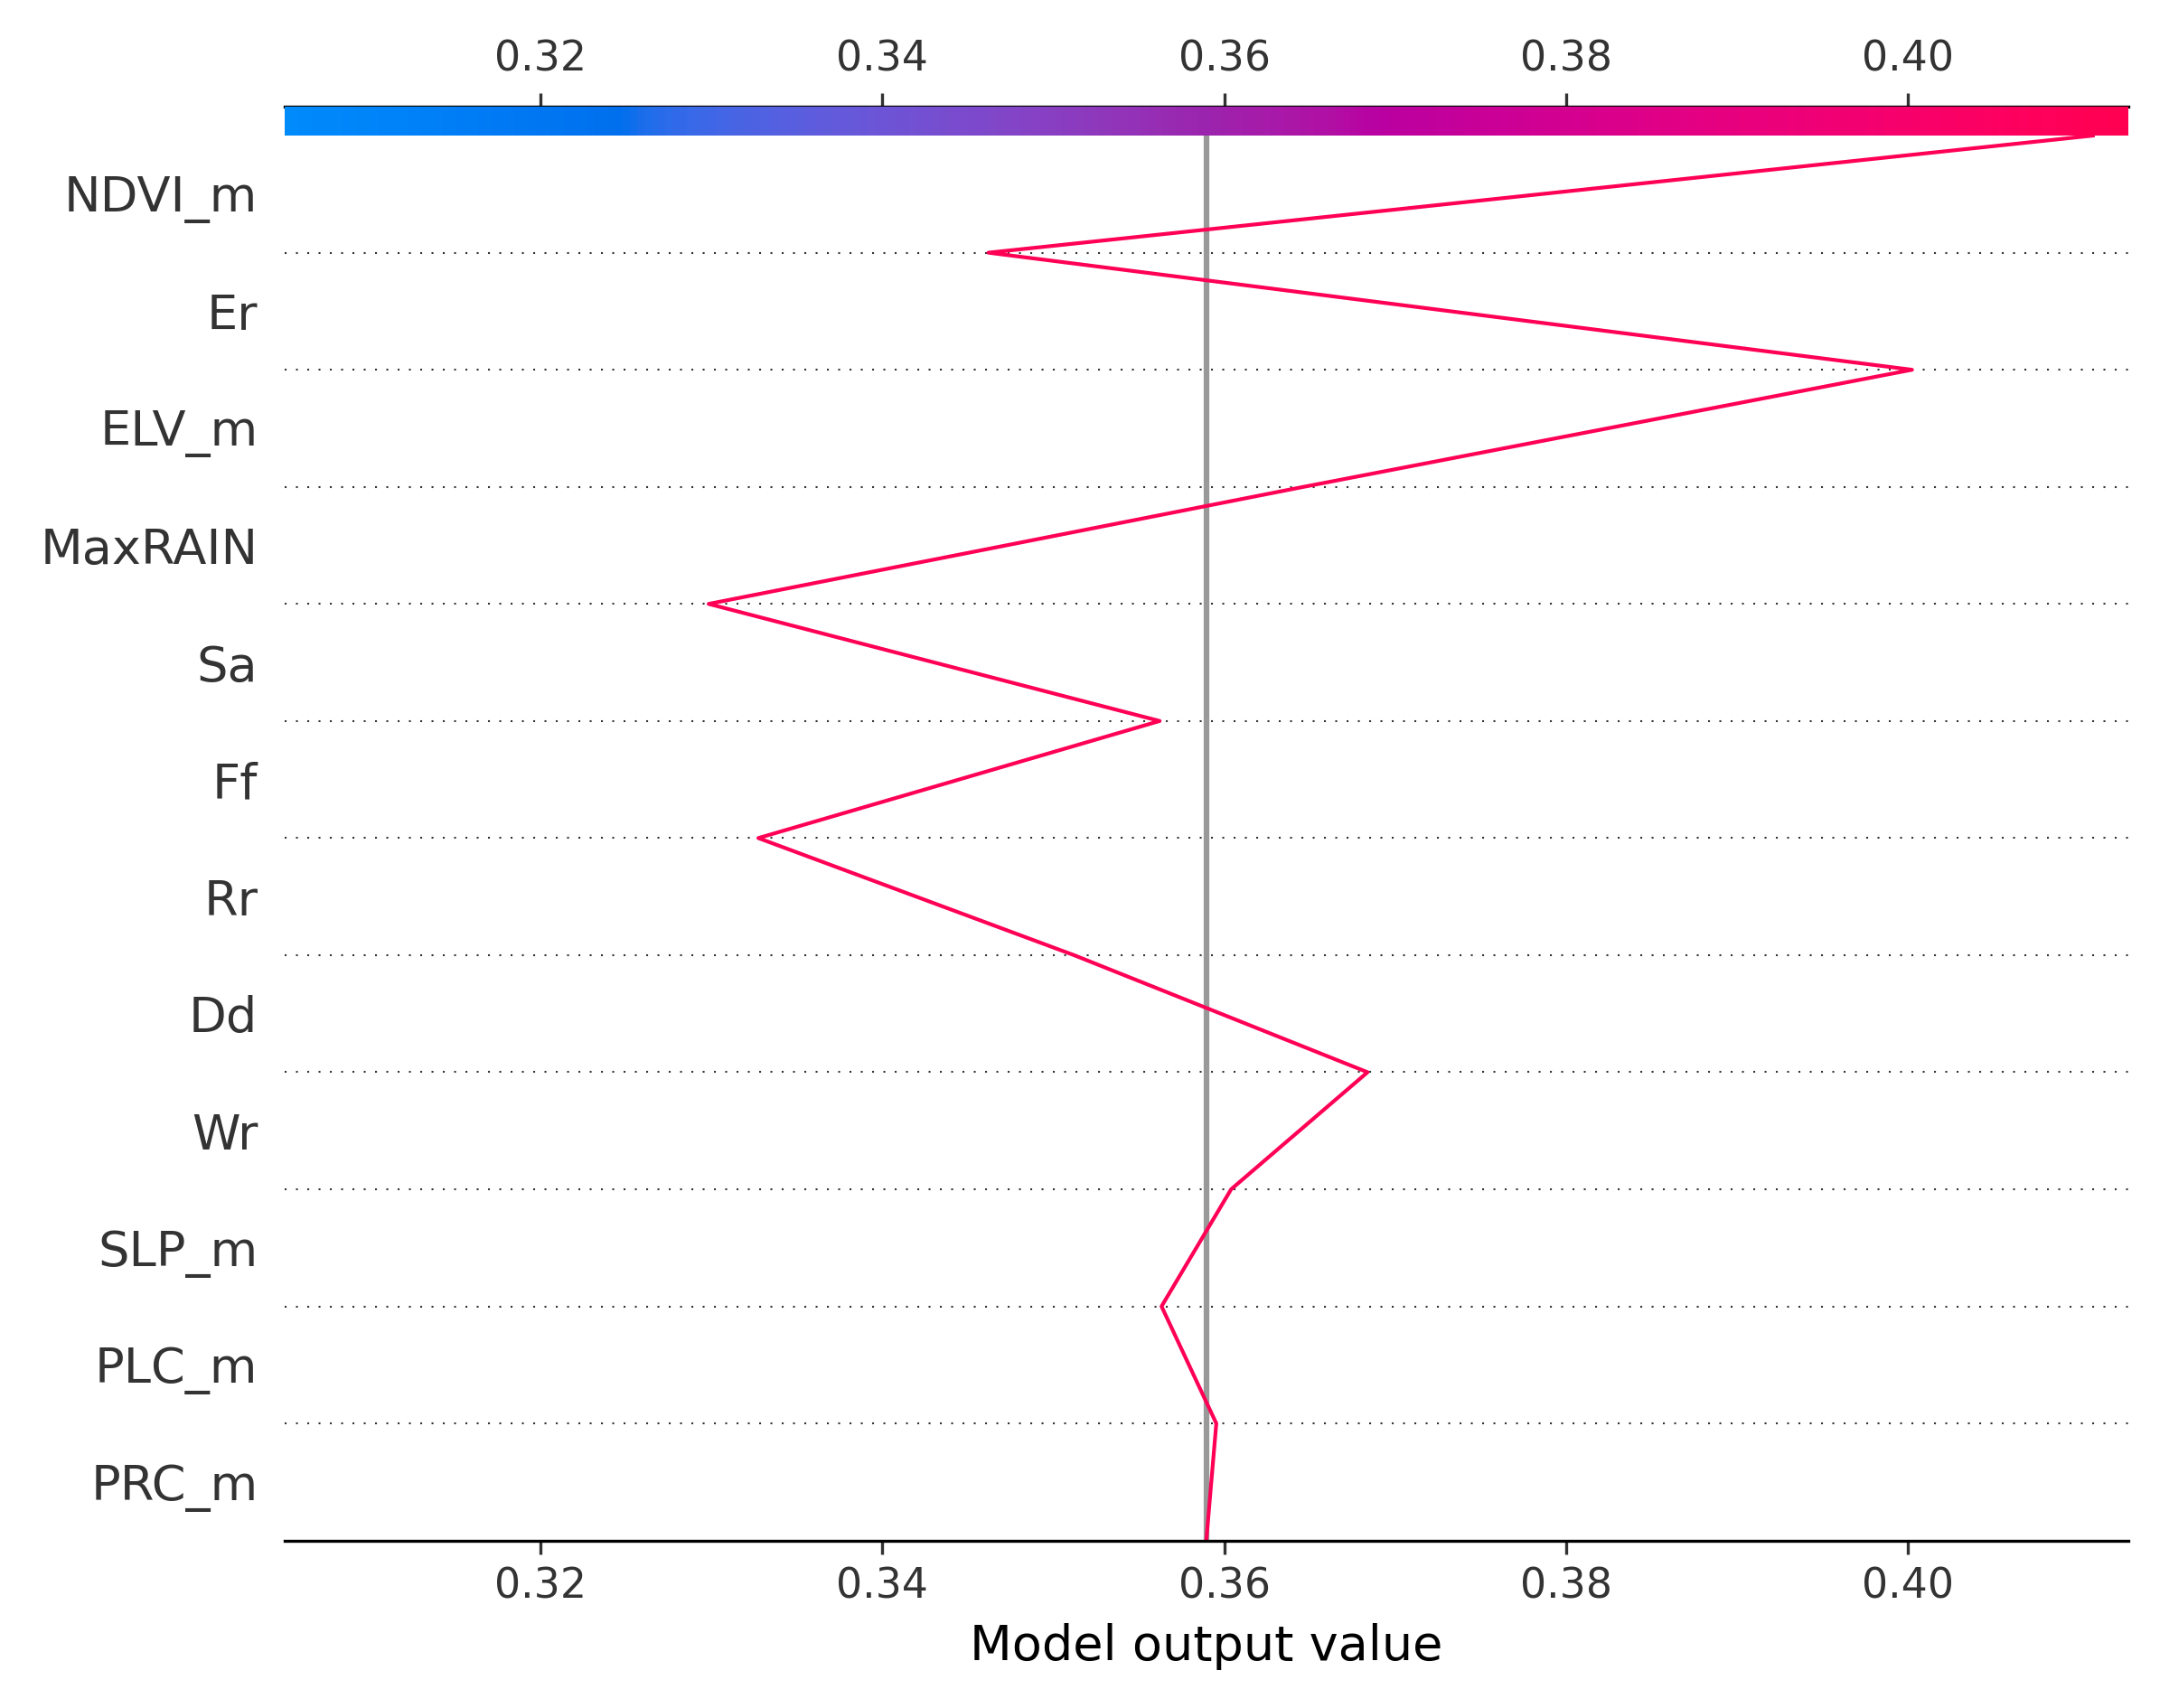 0.32 0.34 0.36 0.38 0.40
NDVI_m
Er
ELV_m
MaxRAIN
Sa
Ff
Rr
Dd
Wr
SLP_m
PLC_m
PRC_m
0.32 0.34 0.36 0.38 0.40
Model output value